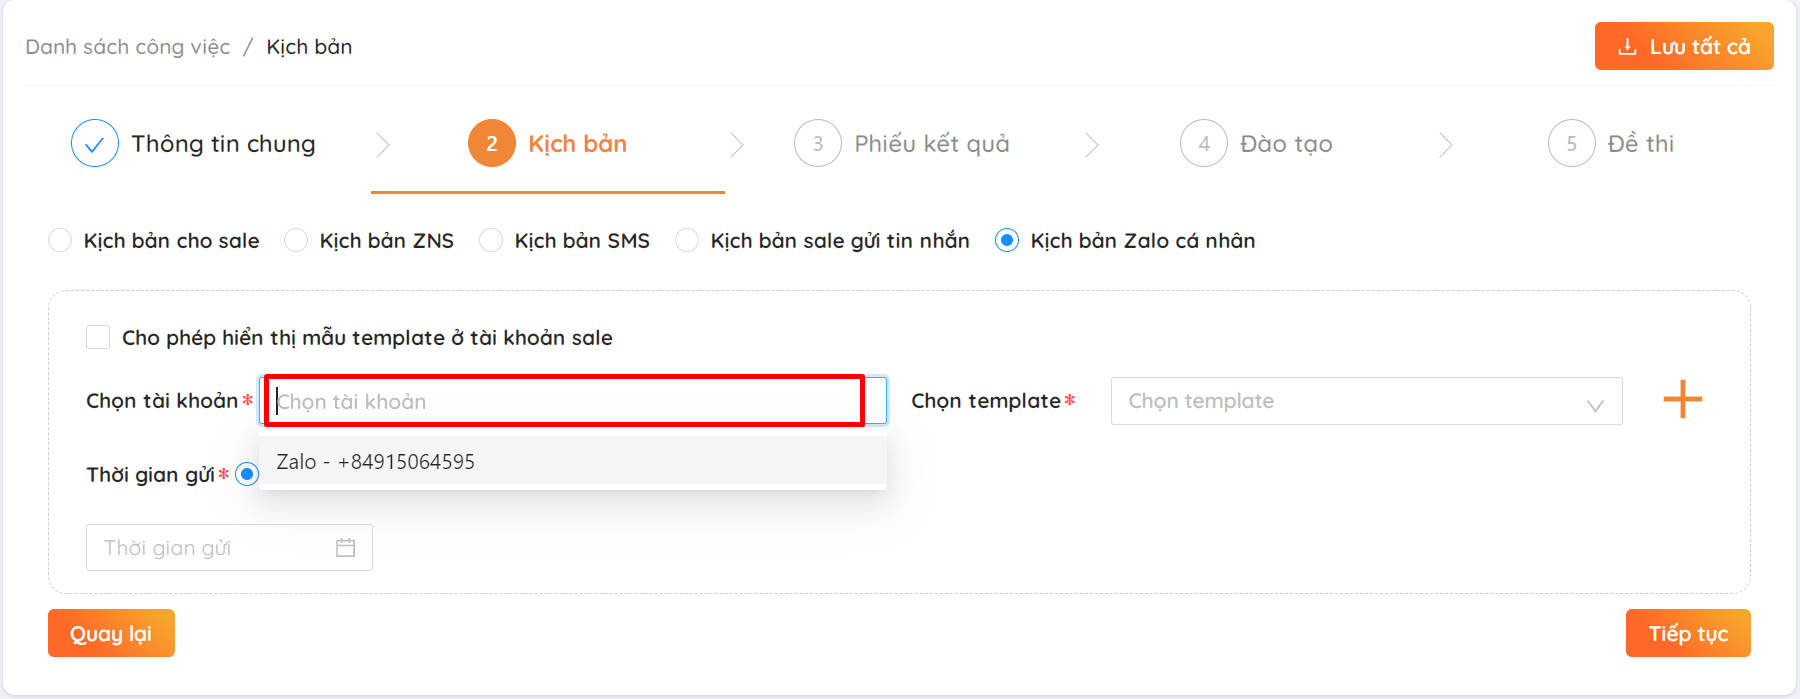 Danh sách công việc / Kịch bản
Lưu tất cả
Thông tin chung
2 Kịch bản
3 Phiếu kết quả
4 Đào tạo
5 Đề thi
Kịch bản cho sale
Kịch bản ZNS
Kịch bản SMS
Kịch bản sale gửi tin nhắn
Kịch bản Zalo cá nhân
Cho phép hiển thị mẫu template ở tài khoản sale
Chọn tài khoản*
Chọn tài khoản
Chọn template*
Chọn template
Zalo - +84915064595
Thời gian gửi*
Thời gian gửi
Quay lại
Tiếp tục